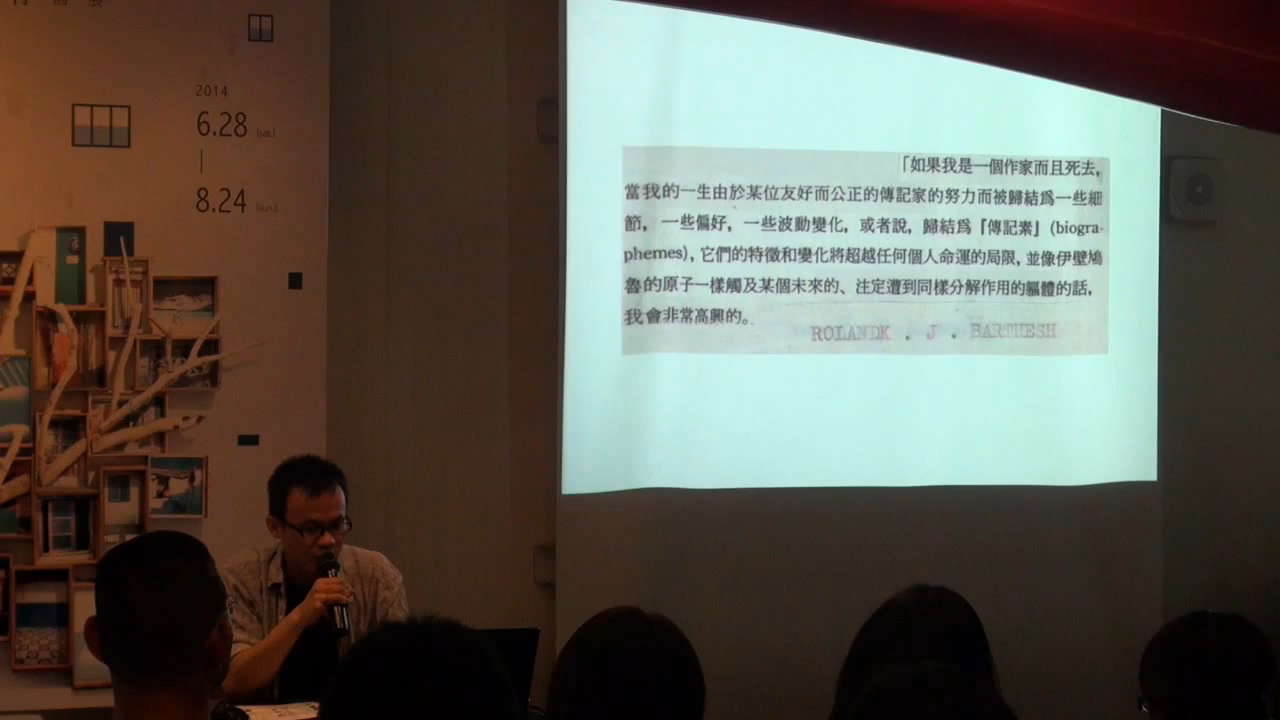 2014
6.28 (sat.)
8.24 (sun.)
「如果我是一個作家而且死去，
當我的一生由於某位友好而公正的傳記家的努力而被歸結爲一些細
節，一些偏好，一些波動變化，或者說，歸結爲『傳記素』(biogra-
phemes)，它們的特徵和變化將超越任何個人命運的局限，並像伊壁鳩
魯的原子一樣觸及某個未來的、注定遭到同樣分解作用的軀體的話，
我會非常高興的。
ROLANDK . J . BARTHESH